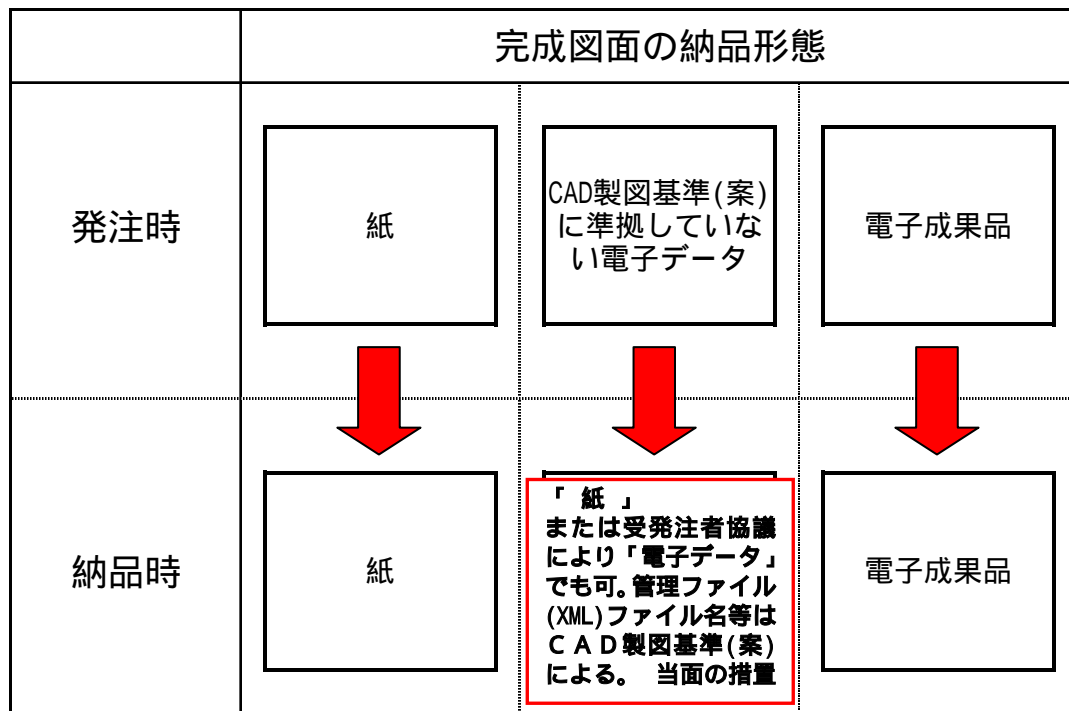 完成図面の納品形態
発注時
紙
CAD製図基準(案)
に準拠していな
い電子データ
電子成果品
納品時
紙
「 紙 」
または受発注者協議
により「電子データ」
でも可。管理ファイル
(XML)ファイル名等は
ＣＡＤ製図基準(案)
による。 当面の措置
電子成果品